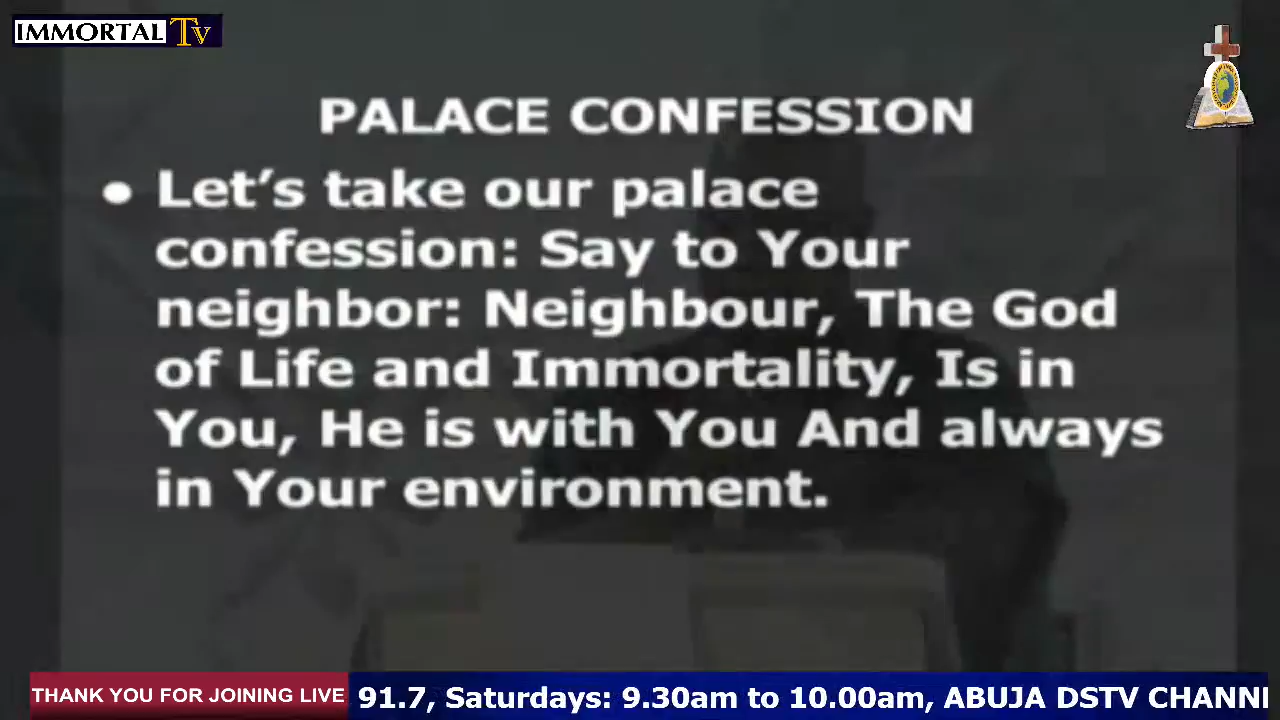 IMMORTAL Tv
PALACE CONFESSION
• Let’s take our palace
confession: Say to Your
neighbor: Neighbour, The God
of Life and Immortality, Is in
You, He is with You And always
in Your environment.
THANK YOU FOR JOINING LIVE
91.7, Saturdays: 9.30am to 10.00am, ABUJA DSTV CHANN